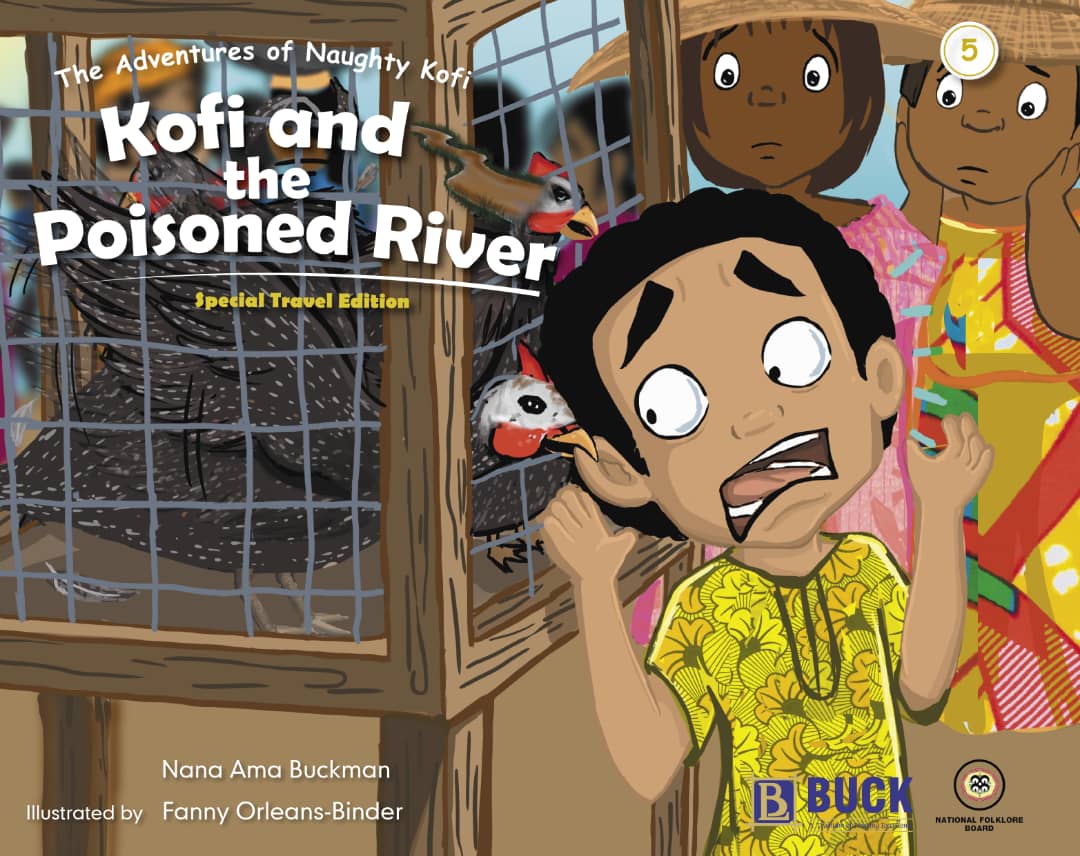 5
The Adventures of Naughty Kofi
Kofi and
the
Poisoned River
Special Travel Edition
Nana Ama Buckman
Illustrated by Fanny Orleans-Binder
B BUCK
NATIONAL FOLKLORE
BOARD